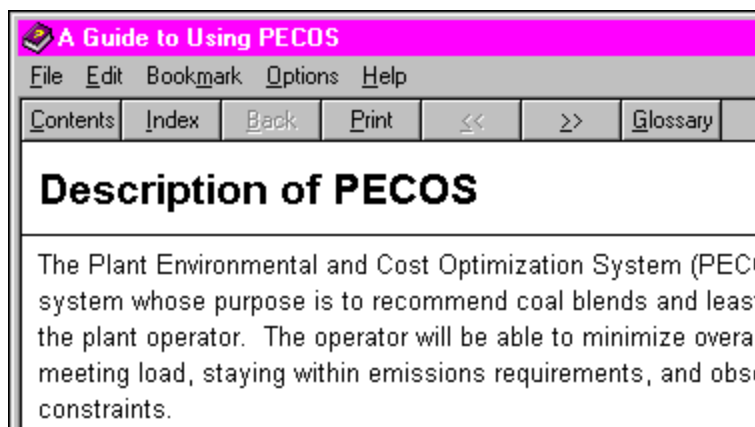 A Guide to Using PECOS
File Edit Bookmark Options Help
Contents Index Back Print << >> Glossary
Description of PECOS
The Plant Environmental and Cost Optimization System (PECO
system whose purpose is to recommend coal blends and leas
the plant operator. The operator will be able to minimize overa
meeting load, staying within emissions requirements, and obs
constraints.